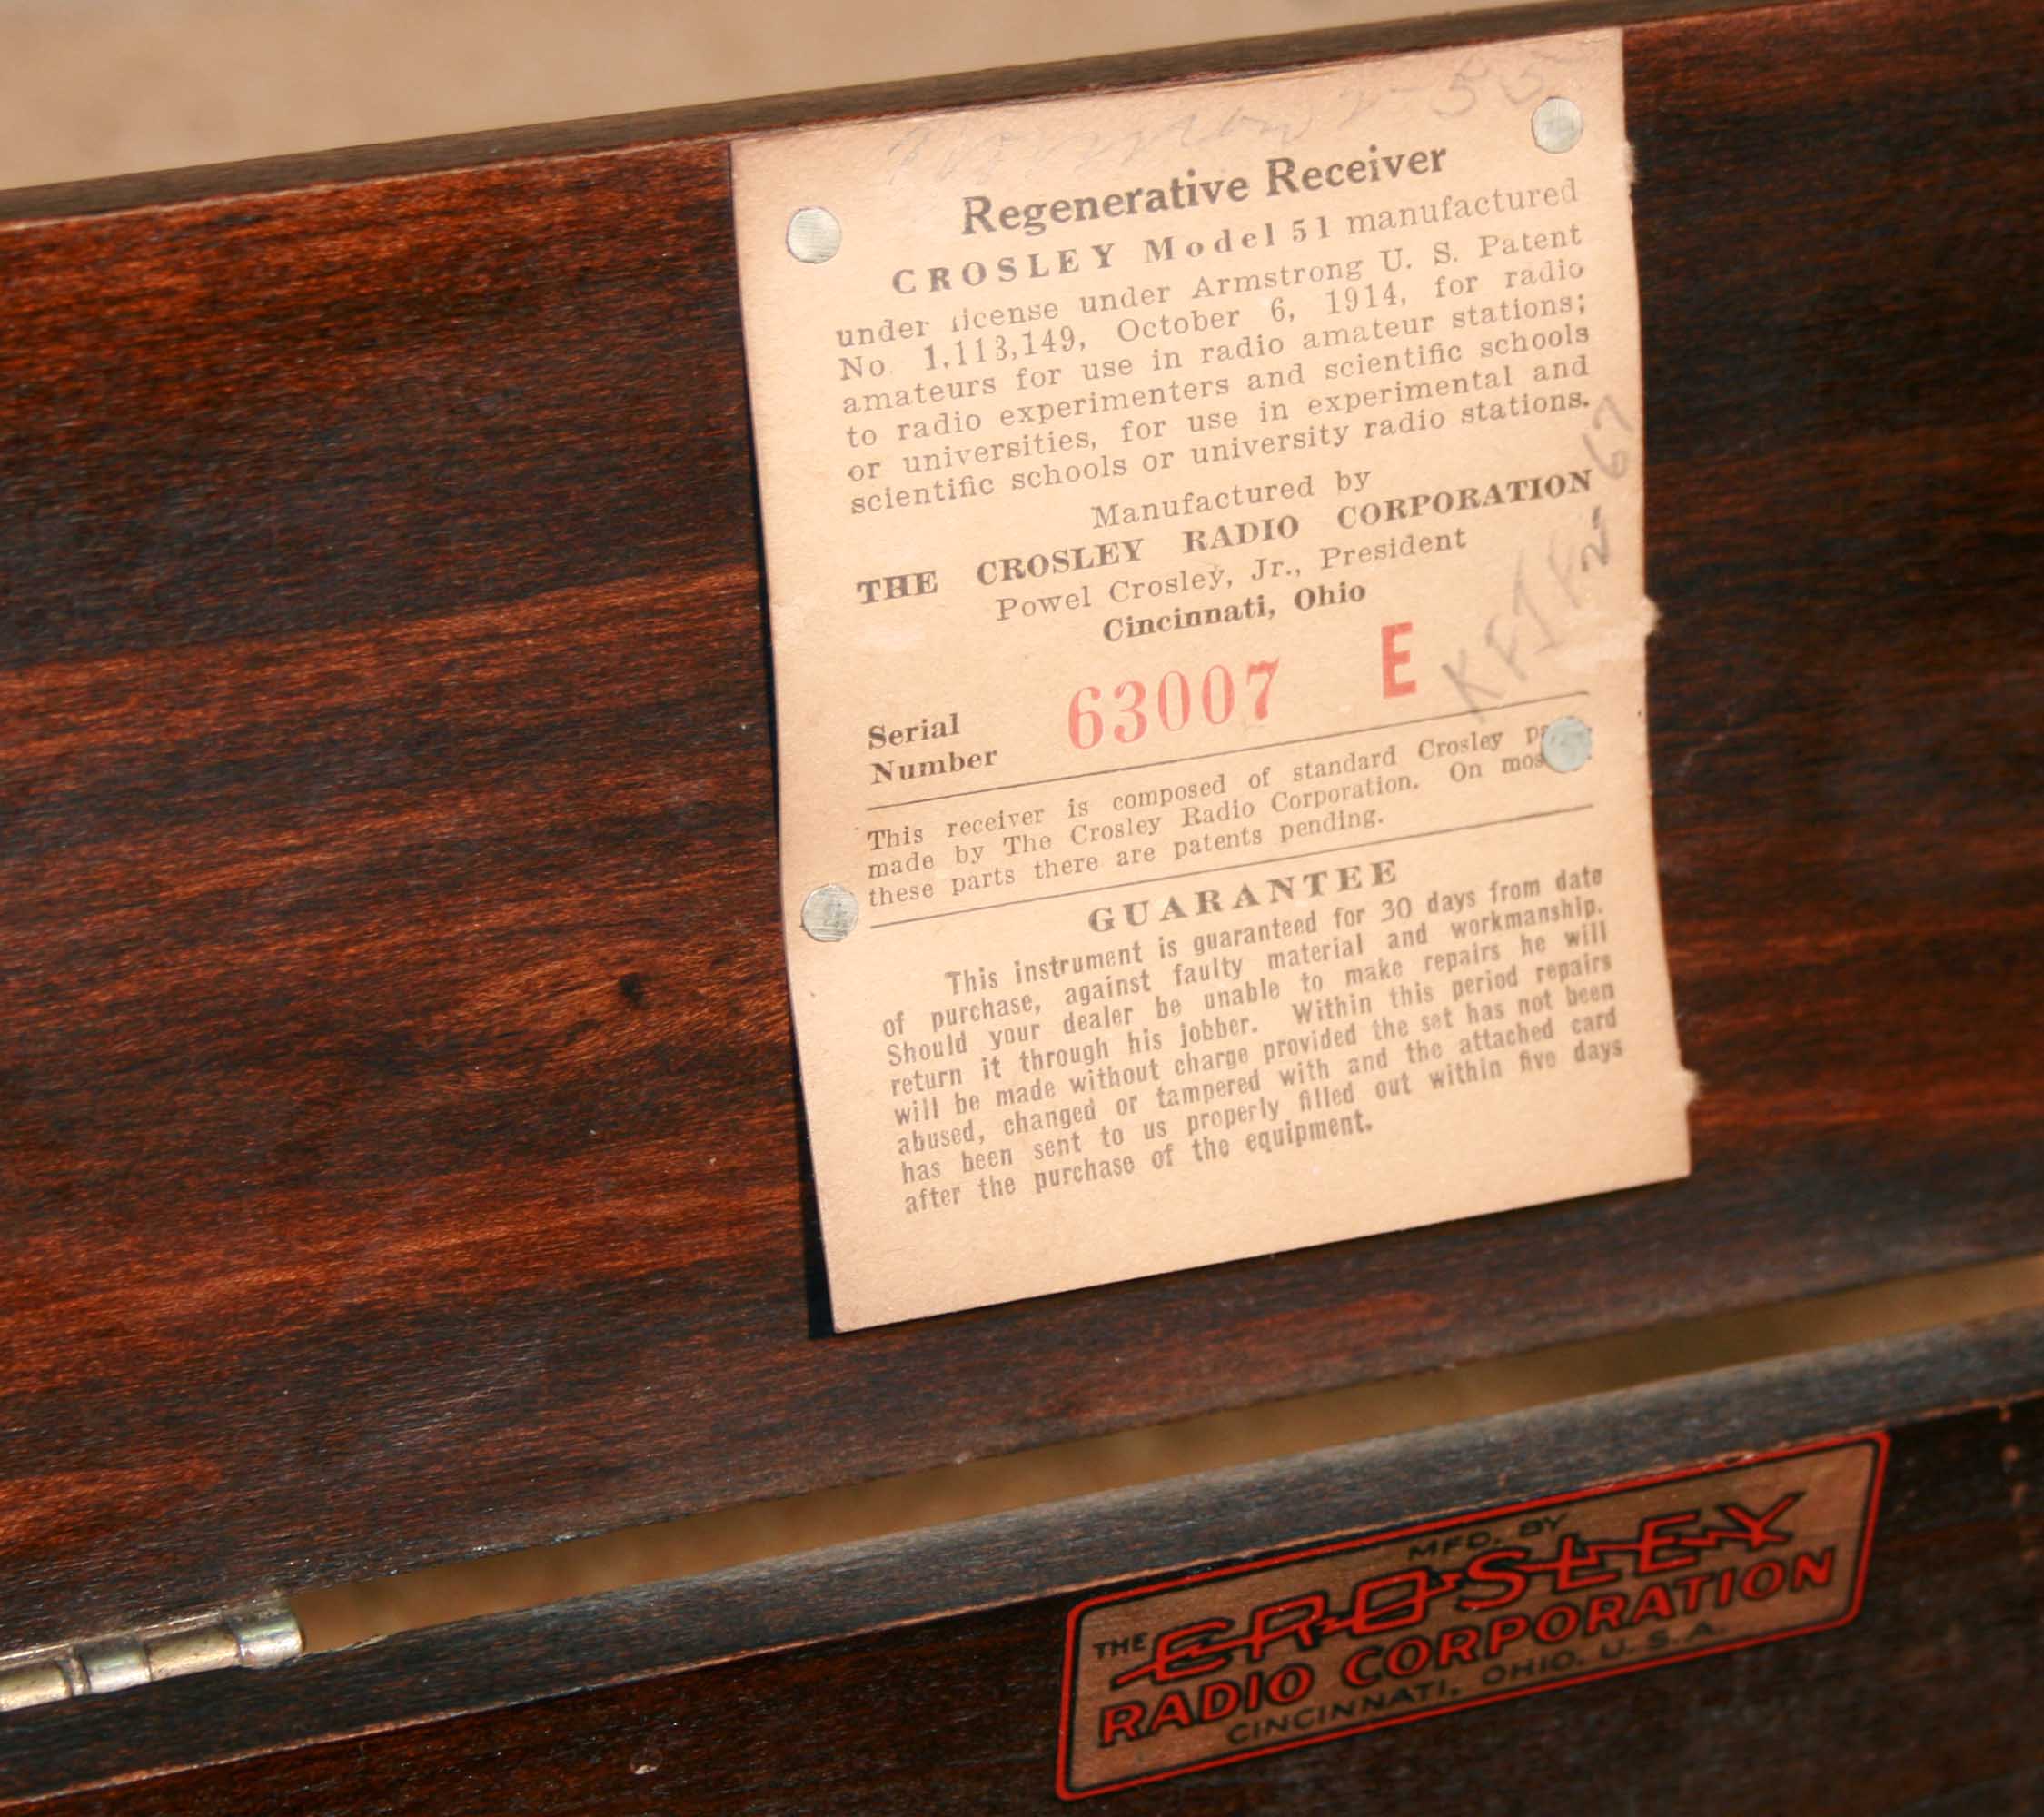 55
Regenerative Receiver
CROSLEY Model 51 manufactured
under license under Armstrong U. S. Patent
No. 1,113,149, October 6, 1914, for radio
amateurs for use in radio amateur stations;
to radio experimenters and scientific schools
or universities, for use in experimental and
scientific schools or university radio stations.
Manufactured by
THE CROSLEY RADIO CORPORATION
Powel Crosley, Jr., President
Cincinnati, Ohio
67
Serial
Number 63007 E
This receiver is composed of standard Crosley
made by The Crosley Radio Corporation. On
these parts there are patents pending.
GUARANTEE
This instrument is guaranteed for 30 days from date
of purchase, against faulty material and workmanship.
Should your dealer be unable to make repairs he will
return it through his jobber. Within this period repairs
will be made without charge provided the set has not been
abused, changed or tampered with and the attached card
has been sent to us properly filled out within five days
after the purchase of the equipment.
MFD. BY
THE CROSLEY
RADIO CORPORATION
CINCINNATI, OHIO, U.S.A.